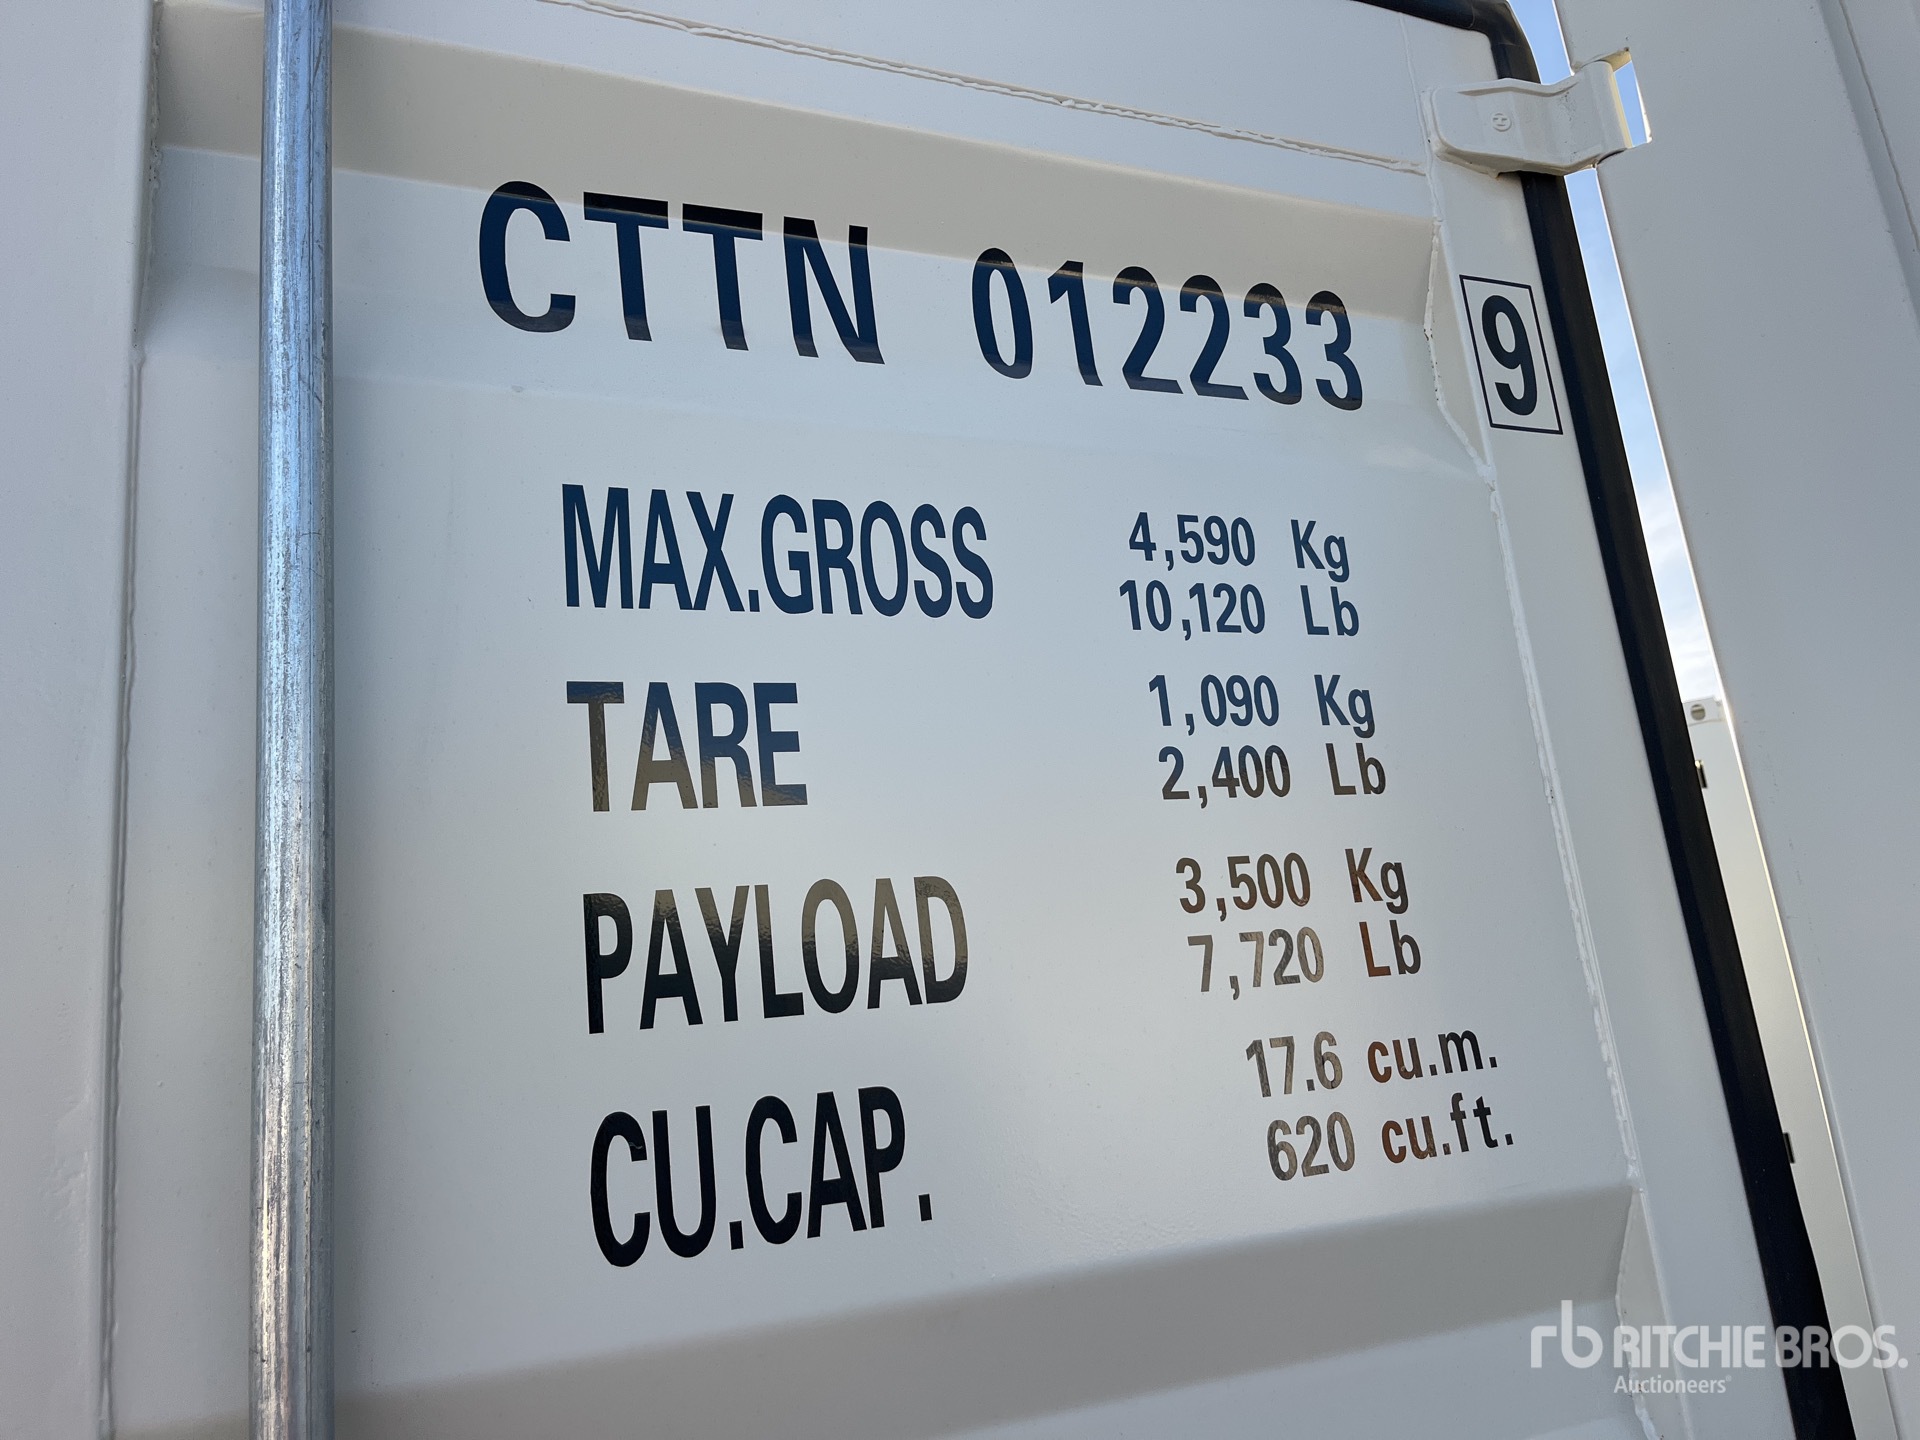 CTTN 012233 9
MAX.GROSS 4,590 Kg
10,120 Lb
TARE 1,090 Kg
2,400 Lb
PAYLOAD 3,500 Kg
7,720 Lb
CU.CAP. 17.6 cu.m.
620 cu.ft.
rb RITCHIE BROS.
Auctioneers